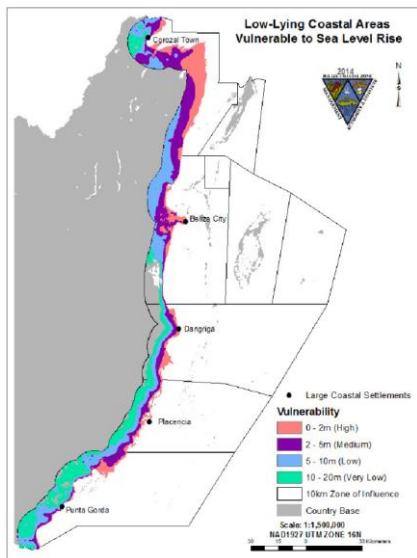 Low-Lying Coastal Areas
Vulnerable to Sea Level Rise
2014
Corozal Town
Belize City
Dangriga
Placencia
Punta Gorda
Large Coastal Settlements
Vulnerability
0 - 2m (High)
2 - 5m (Medium)
5 - 10m (Low)
10 - 20m (Very Low)
10km Zone of Influence
Country Base
Scale: 1:1,500,000
NAD1927 UTM ZONE 16N
Kilometers